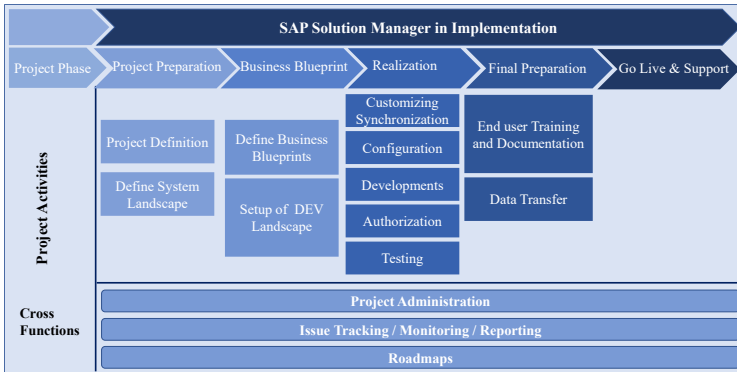 SAP Solution Manager in Implementation
Project Phase
Project Preparation
Business Blueprint
Realization
Final Preparation
Go Live & Support
Project Activities
Project Definition
Define System
Landscape
Define Business
Blueprints
Setup of DEV
Landscape
Customizing
Synchronization
Configuration
Developments
Authorization
Testing
End user Training
and Documentation
Data Transfer
Cross
Functions
Project Administration
Issue Tracking / Monitoring / Reporting
Roadmaps